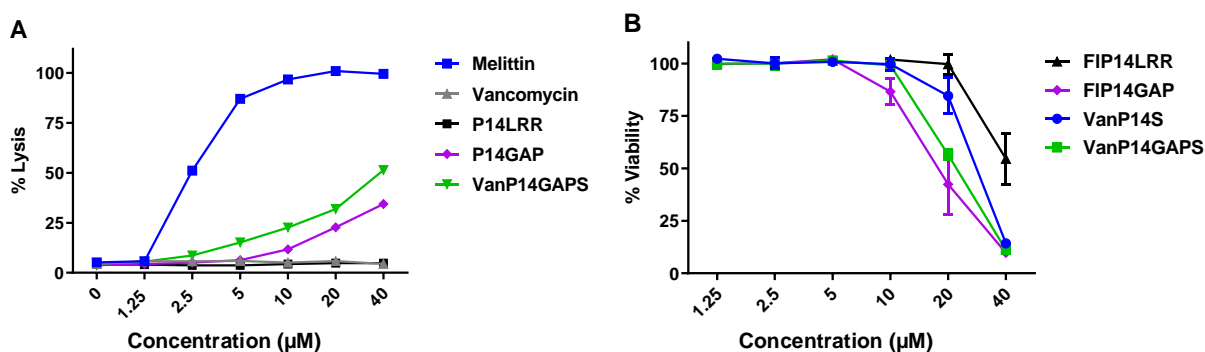 A
% Lysis
100
75
50
25
0
0
1.25
2.5
5
10
20
40
Concentration (µM)
Melittin
Vancomycin
P14LRR
P14GAP
VanP14GAPS
B
% Viability
100
75
50
25
0
1.25
2.5
5
10
20
40
Concentration (µM)
FIP14LRR
FIP14GAP
VanP14S
VanP14GAPS